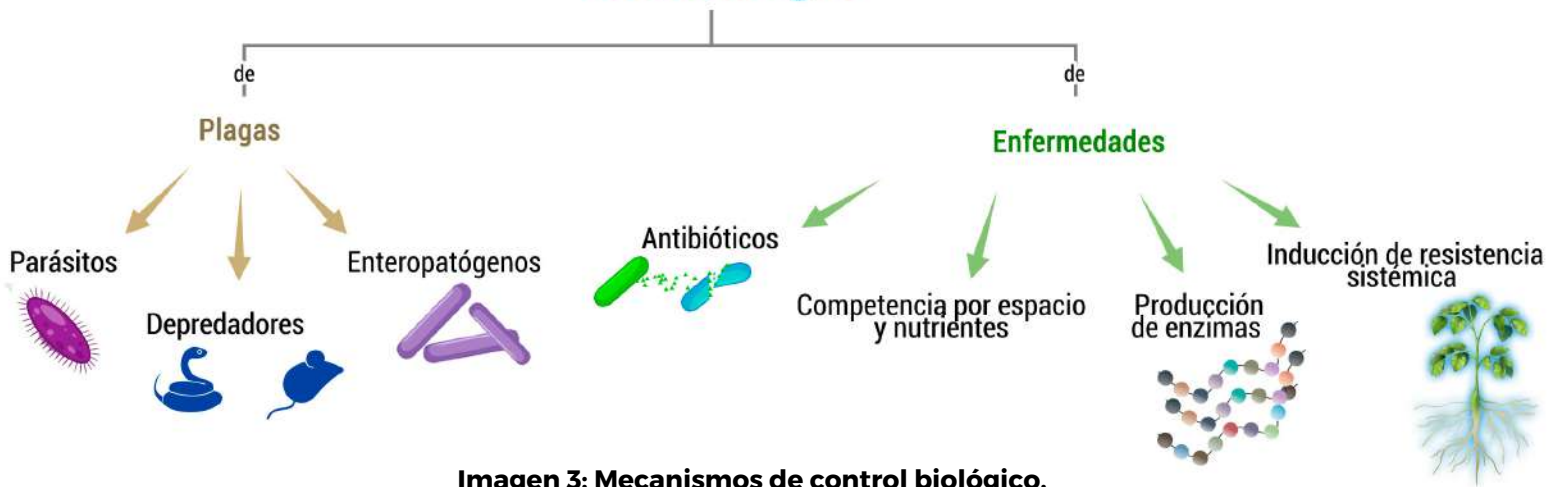 de
de
Plagas
Enfermedades
Parásitos
Depredadores
Enteropatógenos
Antibióticos
Competencia por espacio
y nutrientes
Producción
de enzimas
Inducción de resistencia
sistémica
Imagen 3: Mecanismos de control biológico.